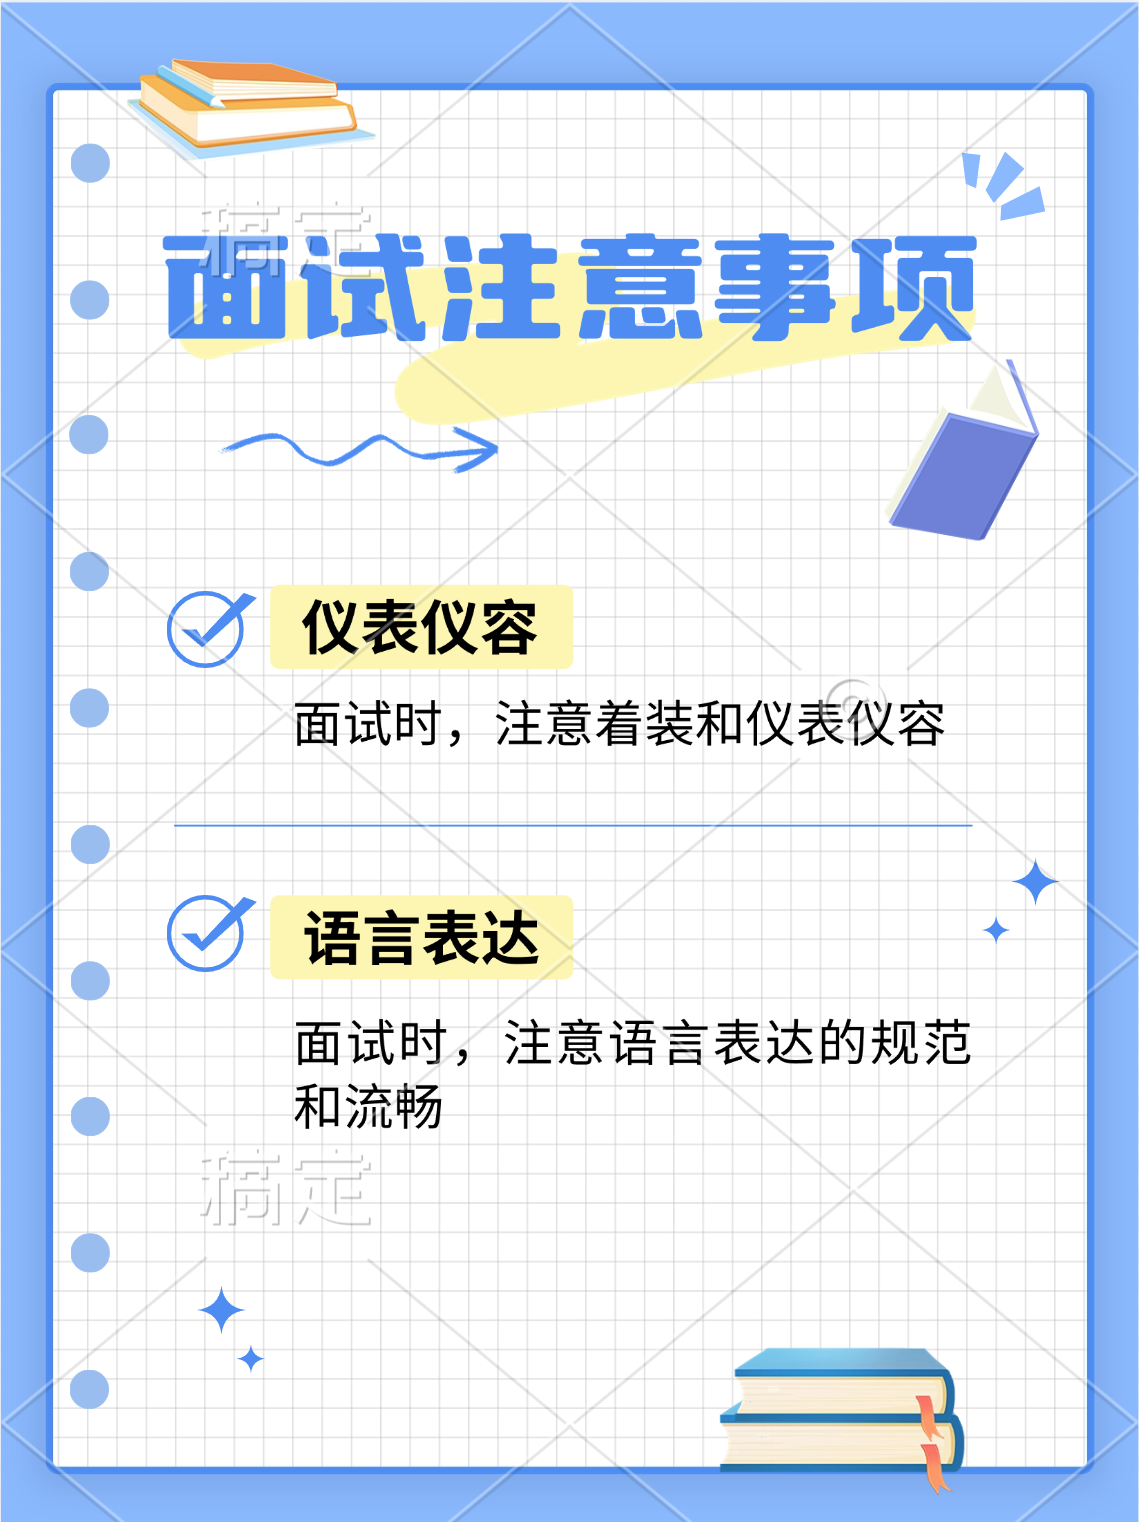 稿定
面试注意事项
仪表仪容
面试时，注意着装和仪表仪容
语言表达
面试时，注意语言表达的规范
和流畅
稿定